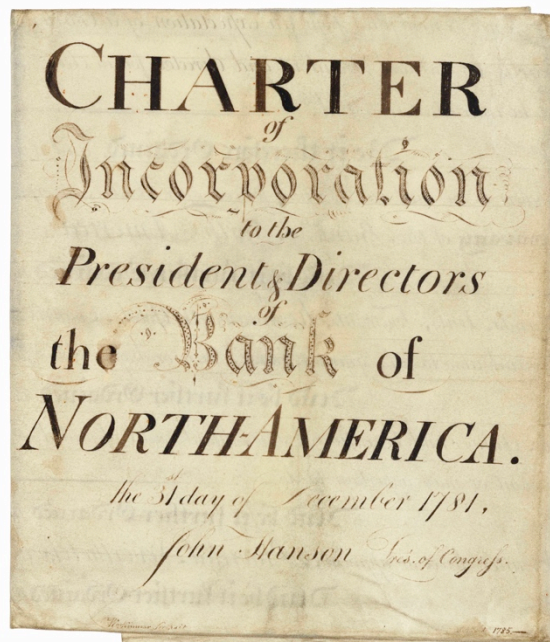 CHARTER
of
Incorporation
to the
President & Directors
of
the Bank of
NORTH-AMERICA.
the 31 day of December 1781,
John Hanson Pres. of Congress.
1785